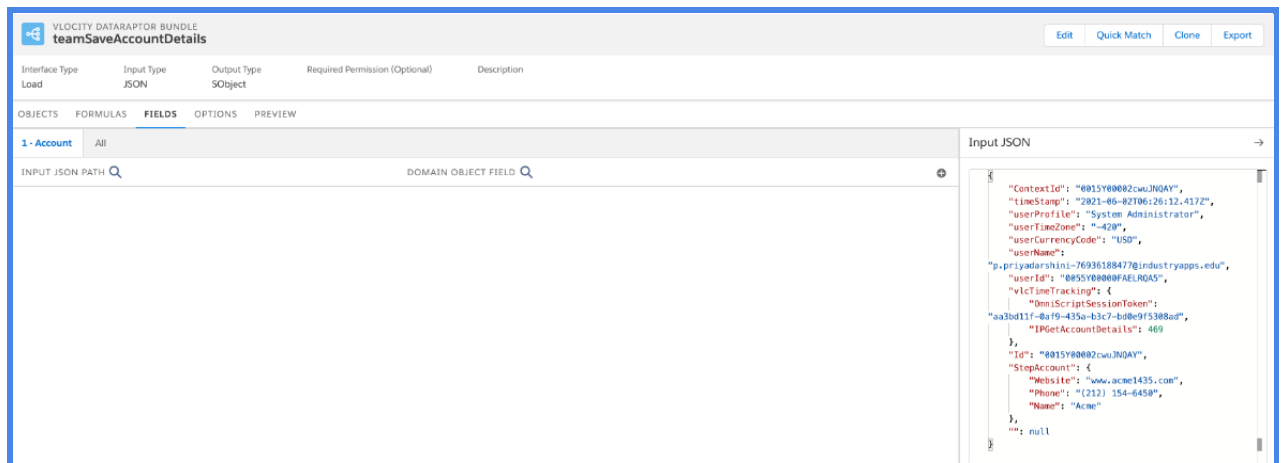 VLOCITY DATARAPTOR BUNDLE
teamSaveAccountDetails
Edit Quick Match Clone Export
Interface Type Input Type Output Type Required Permission (Optional) Description
Load JSON SObject
OBJECTS FORMULAS FIELDS OPTIONS PREVIEW
1 - Account All
Input JSON
INPUT JSON PATH DOMAIN OBJECT FIELD
{
"ContextId": "0015Y00002cwuJNQAY",
"timeStamp": "2021-06-02T06:26:12.417Z",
"userProfile": "System Administrator",
"userTimeZone": "-420",
"userCurrencyCode": "USD",
"userName":
"p.priyadarshini-76936188477@industryapps.edu",
"userId": "0055Y00000FAELRQA5",
"vlcTimeTracking": {
"OmniScriptSessionToken":
"aa3bd11f-0af9-435a-b3c7-bd0e9f5308ad",
"IPGetAccountDetails": 469
},
"Id": "0015Y00002cwuJNQAY",
"StepAccount": {
"Website": "www.acme1435.com",
"Phone": "(212) 154-6450",
"Name": "Acme"
},
"": null
}